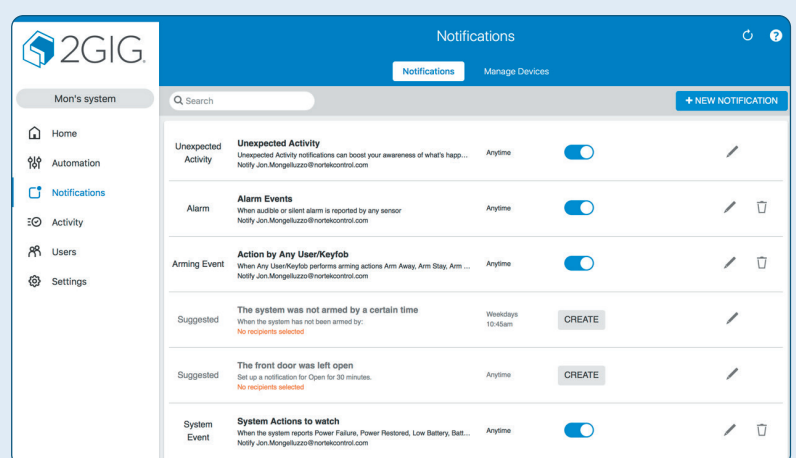 2GIG.
Notifications
?
Notifications Manage Devices
Mon's system
Search
+ NEW NOTIFICATION
Home
Automation
Notifications
Activity
Users
Settings
Unexpected Activity
Unexpected Activity
Unexpected Activity notifications can boost your awareness of what's happ...
Notify Jon.Mongelluzzo@nortekcontrol.com
Anytime
Alarm
Alarm Events
When audible or silent alarm is reported by any sensor
Notify Jon.Mongelluzzo@nortekcontrol.com
Anytime
Arming Event
Action by Any User/Keyfob
When Any User/Keyfob performs arming actions Arm Away, Arm Stay, Arm ...
Notify Jon.Mongelluzzo@nortekcontrol.com
Anytime
Suggested
The system was not armed by a certain time
When the system has not been armed by:
No recipients selected
Weekdays
10:45am
CREATE
Suggested
The front door was left open
Set up a notification for Open for 30 minutes.
No recipients selected
Anytime
CREATE
System
Event
System Actions to watch
When the system reports Power Failure, Power Restored, Low Battery, Batt...
Notify Jon.Mongelluzzo@nortekcontrol.com
Anytime